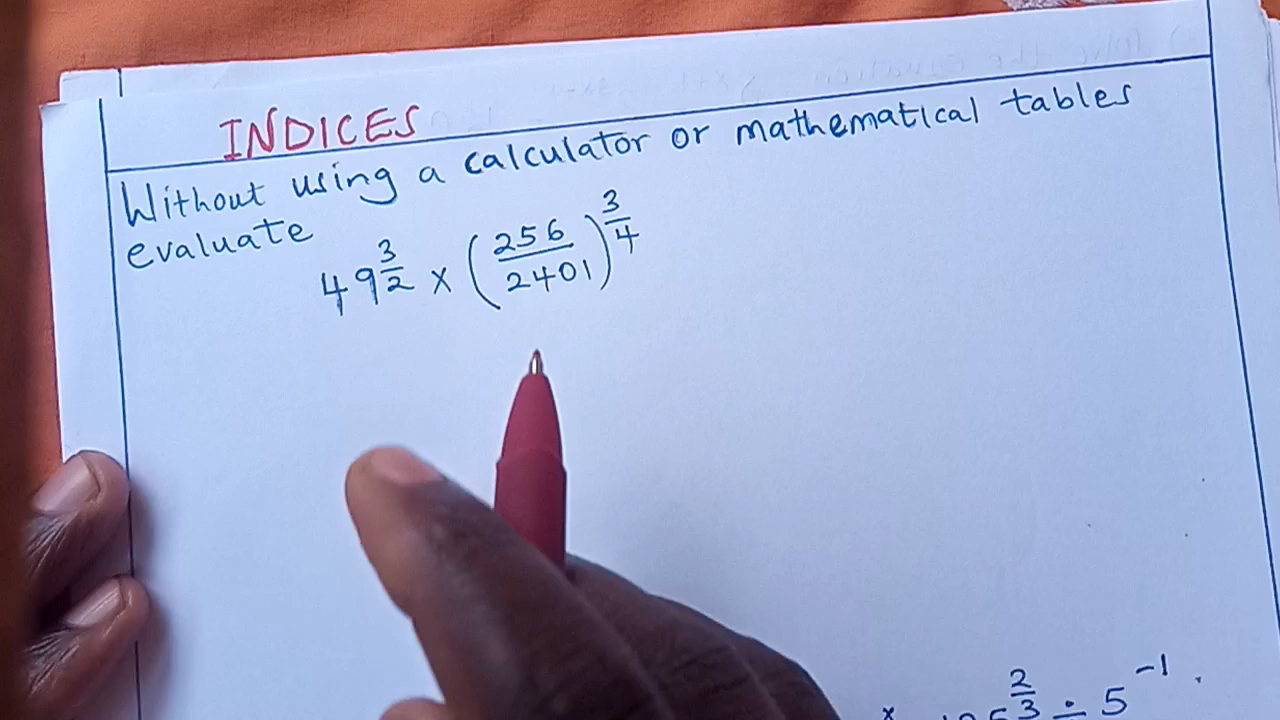 INDICES
Without using a calculator or mathematical tables
evaluate
49^{3/2} × (256/2401)^{3/4}
^{2/3} ÷ 5^{-1}